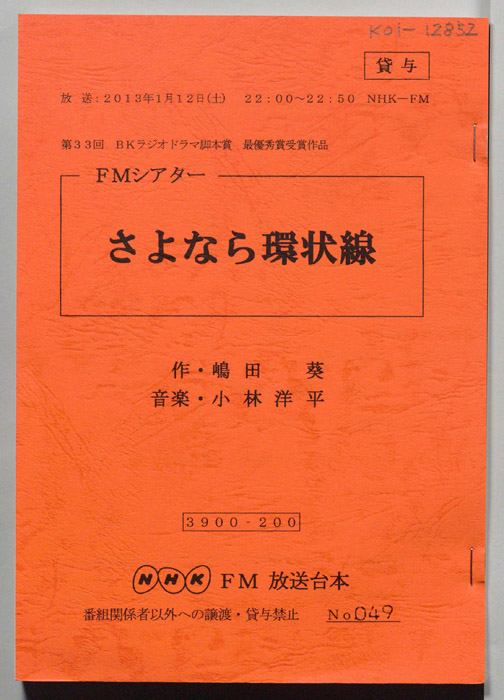 Koi-12852
貸与
放送:2013年1月12日(土) 22:00〜22:50 NHK-FM
第33回 BKラジオドラマ脚本賞 最優秀賞受賞作品
FMシアター
さよなら環状線
作・嶋田 葵
音楽・小林洋平
3900-200
NHK FM 放送台本
番組関係者以外への譲渡・貸与禁止 No049